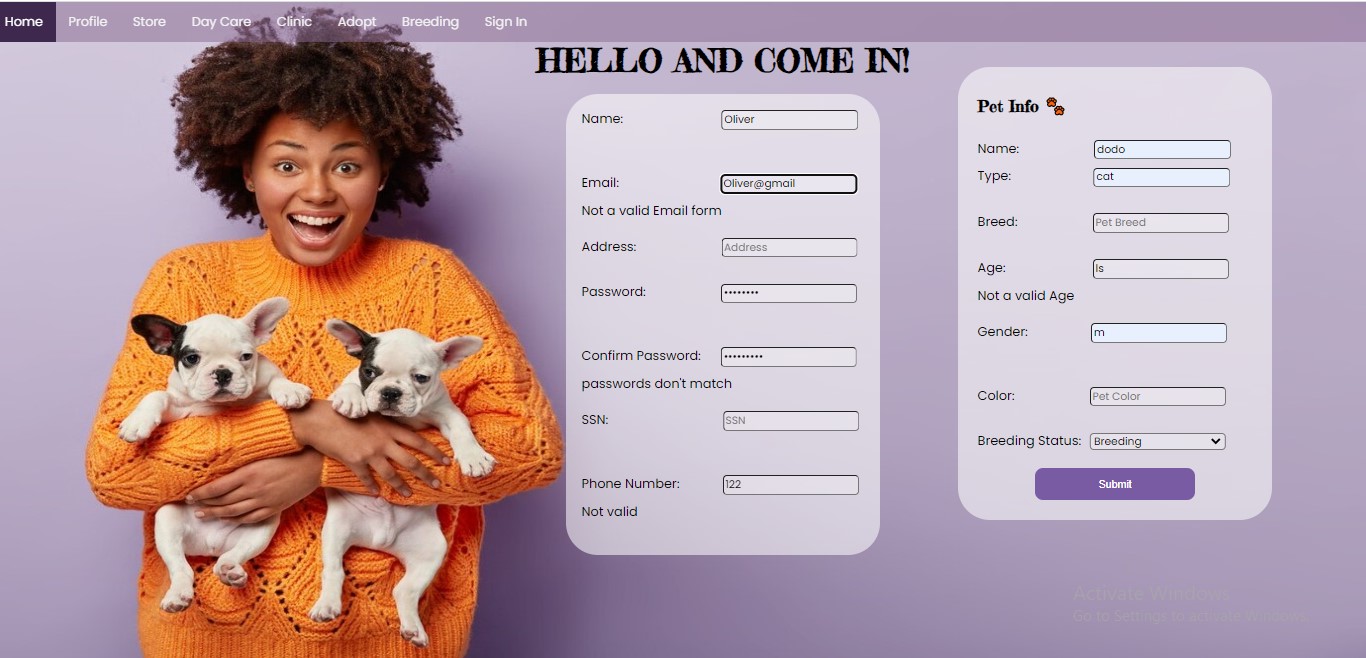 Home Profile Store Day Care Clinic Adopt Breeding Sign In
HELLO AND COME IN!
Name: Oliver
Email: Oliver@gmail
Not a valid Email form
Address: Address
Password: ••••••••
Confirm Password: •••••••••
passwords don't match
SSN: SSN
Phone Number: 122
Not valid
Pet Info
Name: dodo
Type: cat
Breed: Pet Breed
Age: ls
Not a valid Age
Gender: m
Color: Pet Color
Breeding Status: Breeding
Submit
Activate Windows
Go to Settings to activate Windows.